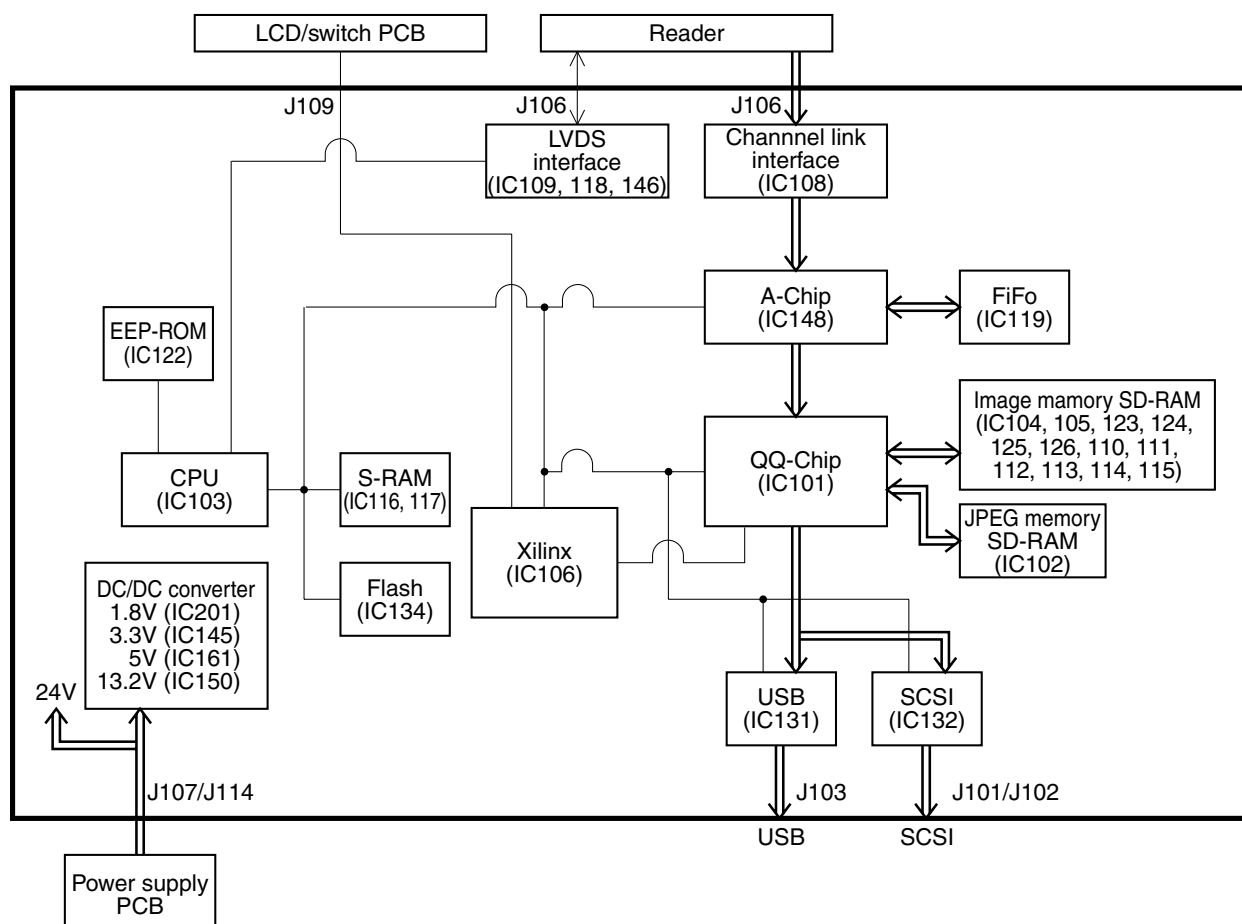 LCD/switch PCB
Reader
J109
J106
J106
LVDS
interface
(IC109, 118, 146)
Channnel link
interface
(IC108)
A-Chip
(IC148)
FiFo
(IC119)
EEP-ROM
(IC122)
Image mamory SD-RAM
(IC104, 105, 123, 124,
125, 126, 110, 111,
112, 113, 114, 115)
QQ-Chip
(IC101)
CPU
(IC103)
S-RAM
(IC116, 117)
JPEG memory
SD-RAM
(IC102)
Xilinx
(IC106)
DC/DC converter
1.8V (IC201)
3.3V (IC145)
5V (IC161)
13.2V (IC150)
Flash
(IC134)
24V
USB
(IC131)
SCSI
(IC132)
J107/J114
J103
J101/J102
USB
SCSI
Power supply
PCB